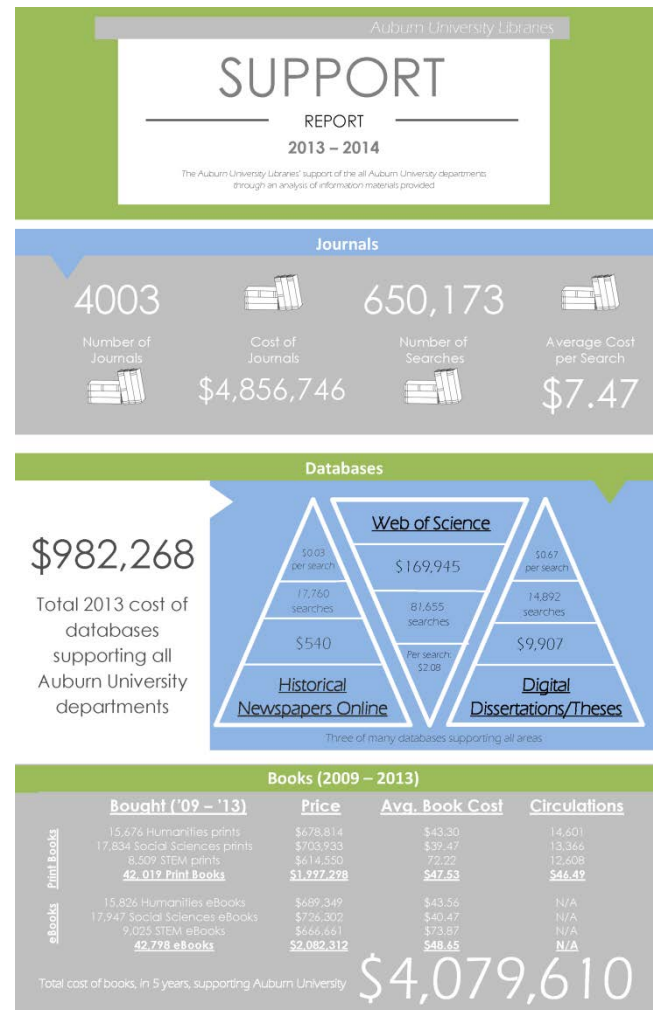 Auburn University Libraries
SUPPORT
REPORT
2013 – 2014
The Auburn University Libraries' support of the all Auburn University departments
through an analysis of information materials provided
Journals
4003
Number of
Journals
Cost of
Journals
$4,856,746
650,173
Number of
Searches
Average Cost
per Search
$7.47
Databases
$982,268
Total 2013 cost of
databases
supporting all
Auburn University
departments
$0.03
per search
17,760
searches
$540
Historical
Newspapers Online
Web of Science
$169,945
81,655
searches
Per search:
$2.08
$0.67
per search
14,892
searches
$9,907
Digital
Dissertations/Theses
Three of many databases supporting all areas
Books (2009 – 2013)
Bought ('09 – '13) Price Avg. Book Cost Circulations
Print Books
15,676 Humanities prints $678,814 $43.30 14,601
17,834 Social Sciences prints $703,933 $39.47 13,366
8,509 STEM prints $614,550 72.22 12,608
42, 019 Print Books $1,997,298 $47.53 $46.49
eBooks
15,826 Humanities eBooks $689,349 $43.56 N/A
17,947 Social Sciences eBooks $726,302 $40.47 N/A
9,025 STEM eBooks $666,661 $73.87 N/A
42,798 eBooks $2,082,312 $48.65 N/A
Total cost of books, in 5 years, supporting Auburn University $4,079,610